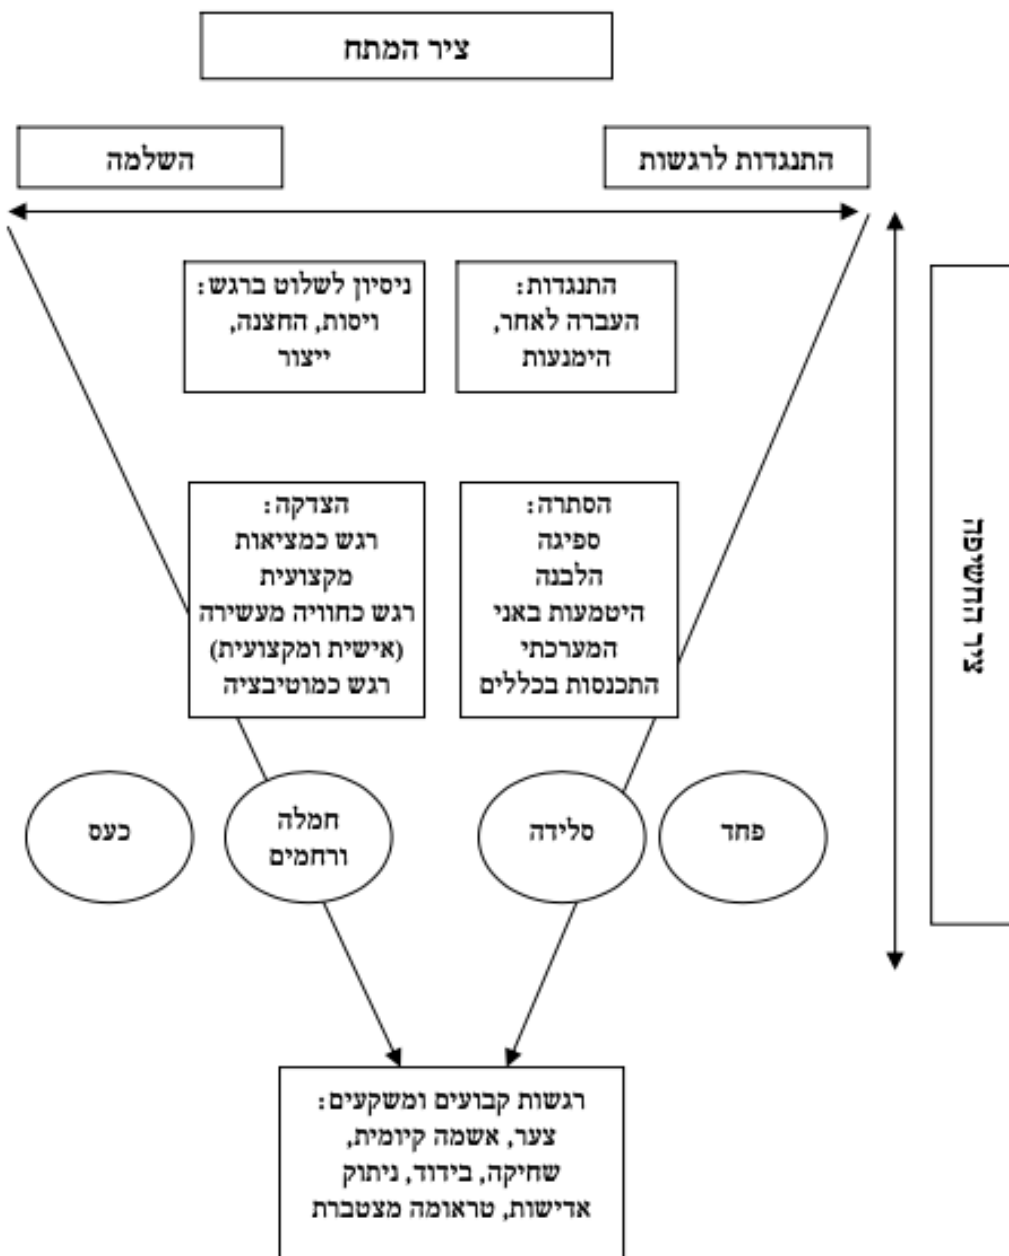 ציר המתח
התנגדות לרגשות
השלמה
התנגדות:
העברה לאחר,
הימנעות
ניסיון לשלוט ברגש:
ויסות, החצנה,
ייצור
ציר החשיפה
הסתרה:
ספיגה
הלבנה
היטמעות באני
המערכתי
התכנסות בכללים
הצדקה:
רגש כמציאות
מקצועית
רגש כחוויה מעשירה
(אישית ומקצועית)
רגש כמוטיבציה
פחד
סלידה
חמלה
ורחמים
כעס
רגשות קבועים ומשקעים:
צער, אשמה קיומית,
שחיקה, בידוד, ניתוק
אדישות, טראומה מצטברת